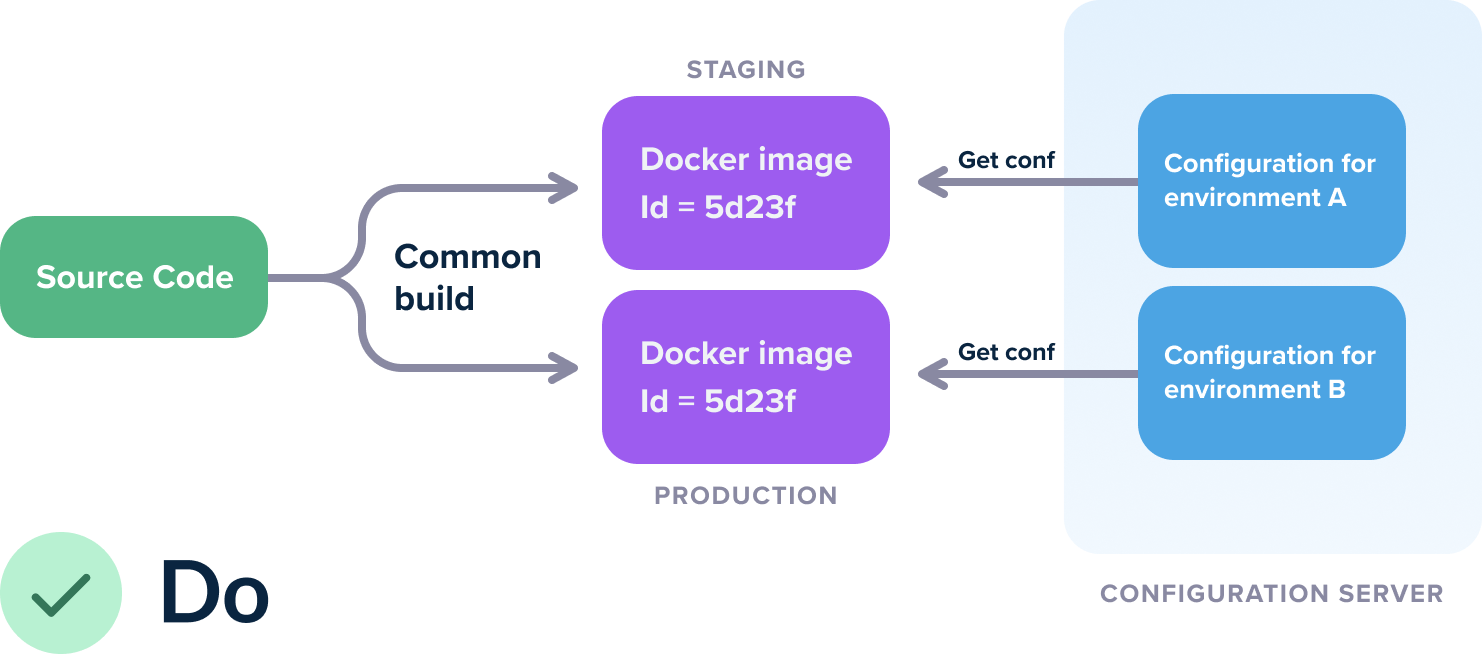 STAGING
Docker image
Id = 5d23f
Get conf
Configuration for
environment A
Source Code
Common
build
Docker image
Id = 5d23f
Get conf
Configuration for
environment B
PRODUCTION
Do
CONFIGURATION SERVER